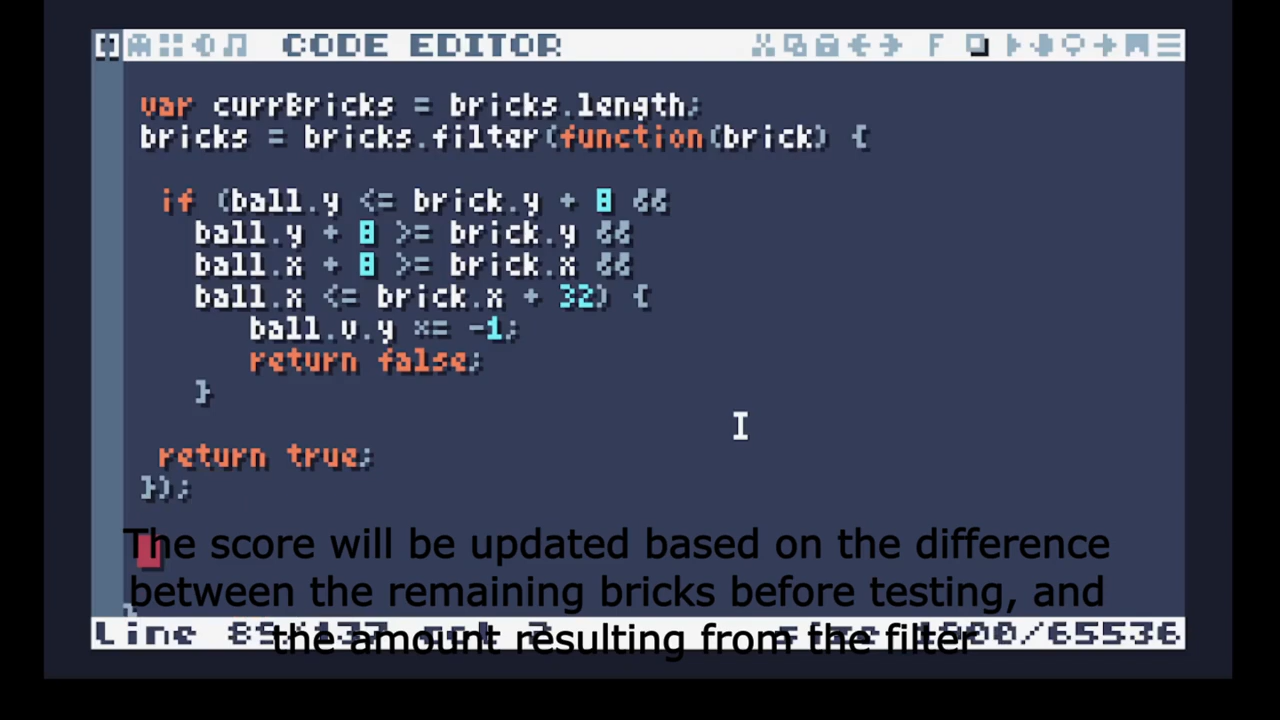 CODE EDITOR
F
var currBricks = bricks.length;
bricks = bricks.filter(function(brick) {
if (ball.y <= brick.y + 8 &&
ball.y + 8 >= brick.y &&
ball.x + 8 >= brick.x &&
ball.x <= brick.x + 32) {
ball.v.y *= -1;
return false;
}
return true;
});
The score will be updated based on the difference
between the remaining bricks before testing, and
the amount resulting from the filter
}
Line /65536